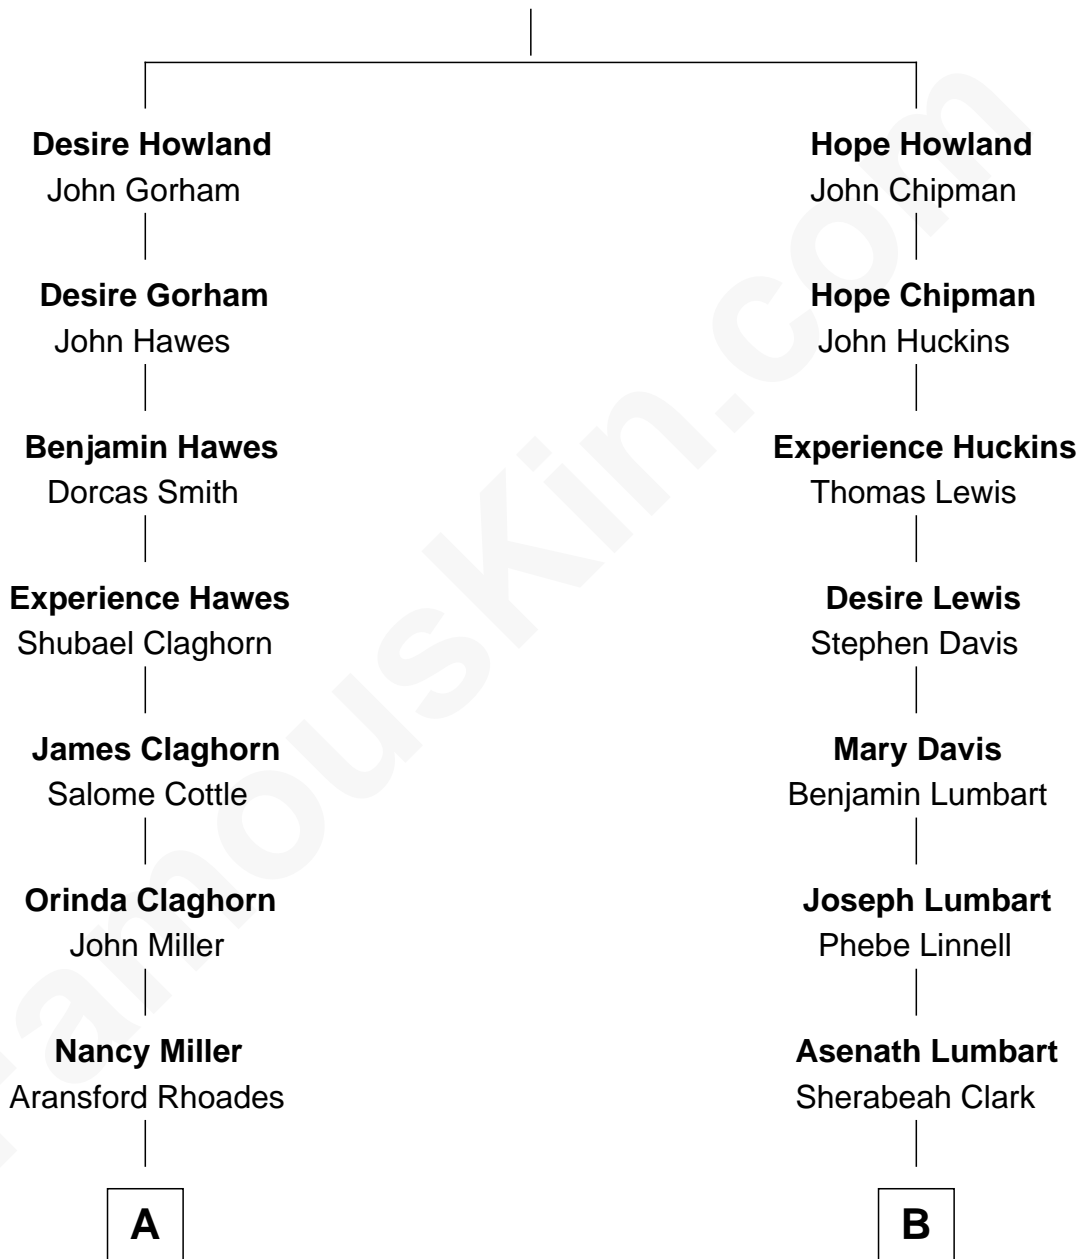 Desire Howland
John Gorham
Desire Gorham
John Hawes
Benjamin Hawes
Dorcas Smith
Experience Hawes
Shubael Claghorn
James Claghorn
Salome Cottle
Orinda Claghorn
John Miller
Nancy Miller
Aransford Rhoades
A
Hope Howland
John Chipman
Hope Chipman
John Huckins
Experience Huckins
Thomas Lewis
Desire Lewis
Stephen Davis
Mary Davis
Benjamin Lumbart
Joseph Lumbart
Phebe Linnell
Asenath Lumbart
Sherabeah Clark
B
FamousKin.com